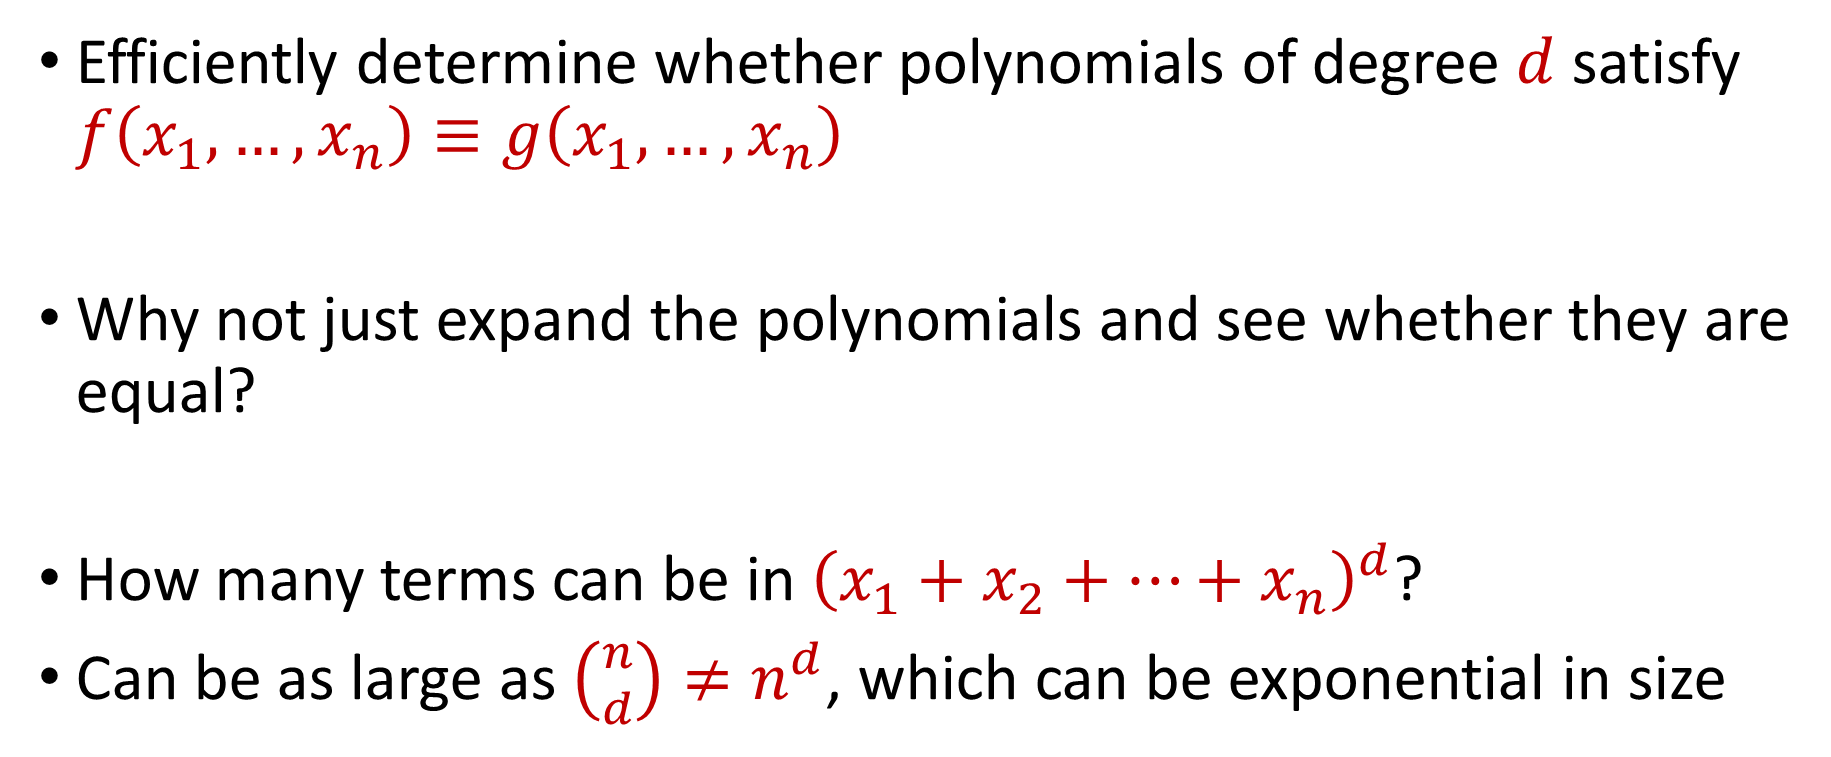 • Efficiently determine whether polynomials of degree d satisfy
f(x₁, … , xₙ) ≡ g(x₁, … , xₙ)
• Why not just expand the polynomials and see whether they are
equal?
• How many terms can be in (x₁ + x₂ + ⋯ + xₙ)ᵈ?
• Can be as large as (n d) ≠ nᵈ, which can be exponential in size